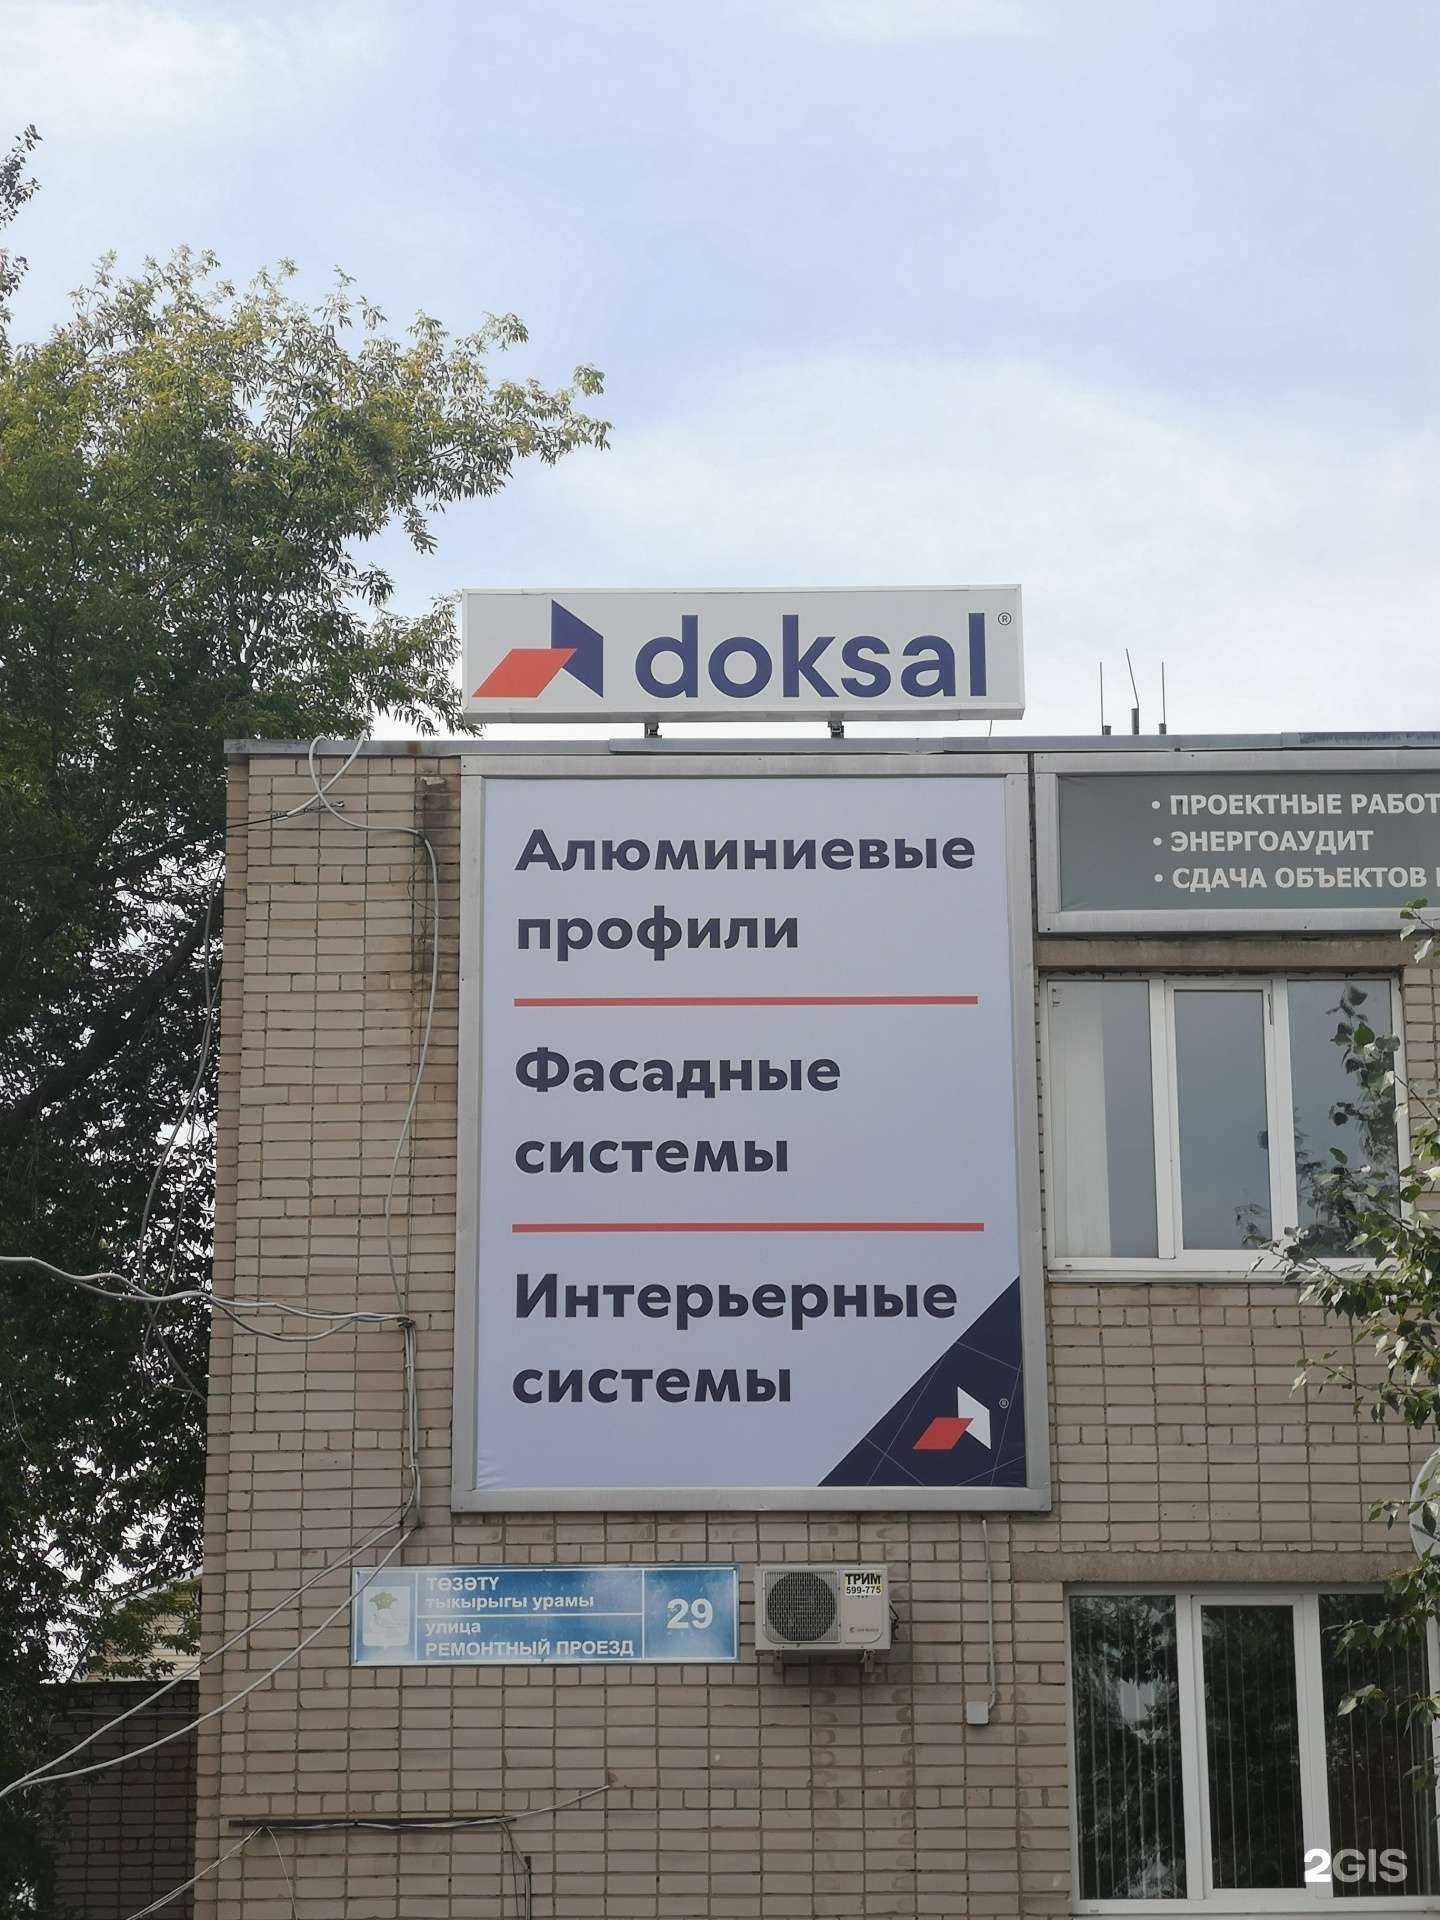 doksal®
Алюминиевые
профили
Фасадные
системы
Интерьерные
системы
®
• ПРОЕКТНЫЕ РАБОТ
• ЭНЕРГОАУДИТ
• СДАЧА ОБЪЕКТОВ
ТӨЗӘТҮ
тыкырыгы урамы
улица
РЕМОНТНЫЙ ПРОЕЗД
29
ТРИМ
599-775
2GIS